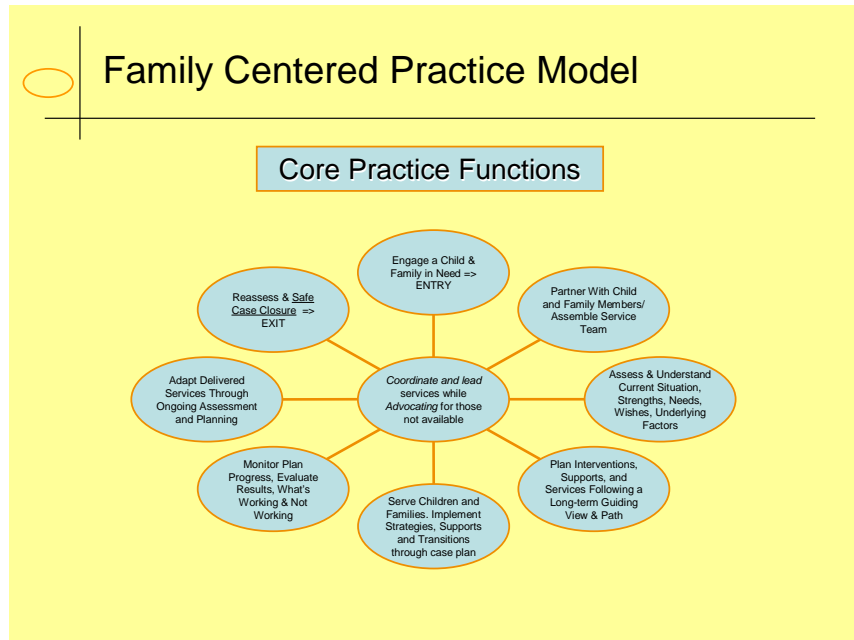 Family Centered Practice Model
Core Practice Functions
Engage a Child &
Family in Need =>
ENTRY
Partner With Child
and Family Members/
Assemble Service
Team
Assess & Understand
Current Situation,
Strengths, Needs,
Wishes, Underlying
Factors
Plan Interventions,
Supports, and
Services Following a
Long-term Guiding
View & Path
Serve Children and
Families. Implement
Strategies, Supports
and Transitions
through case plan
Monitor Plan
Progress, Evaluate
Results, What's
Working & Not
Working
Adapt Delivered
Services Through
Ongoing Assessment
and Planning
Reassess & Safe
Case Closure =>
EXIT
Coordinate and lead
services while
Advocating for those
not available